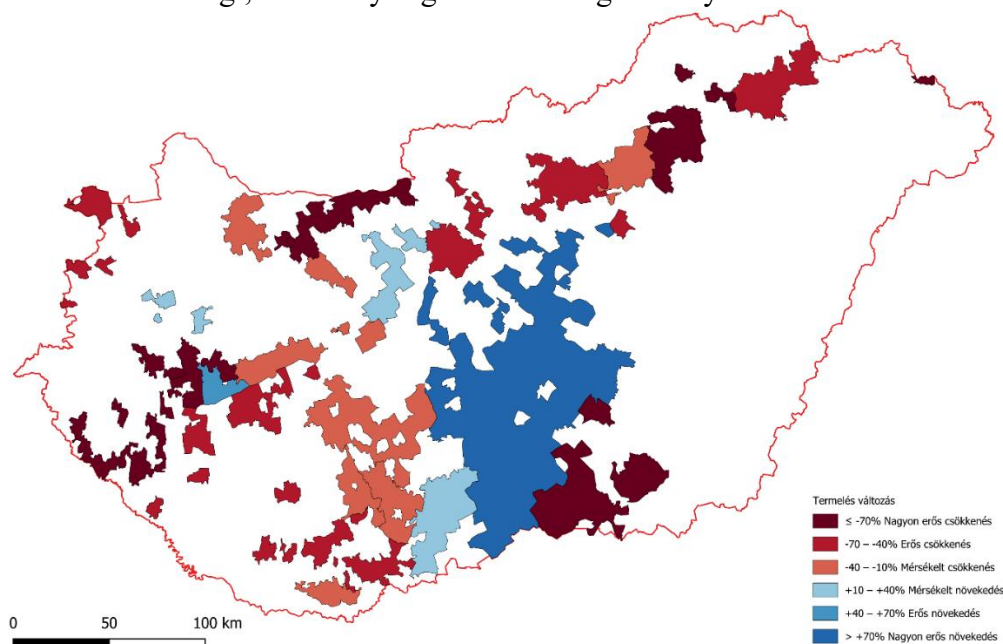 Termelés változás
≤ -70% Nagyon erős csökkenés
-70 – -40% Erős csökkenés
-40 – -10% Mérsékelt csökkenés
+10 – +40% Mérsékelt növekedés
+40 – +70% Erős növekedés
> +70% Nagyon erős növekedés
0 50 100 km